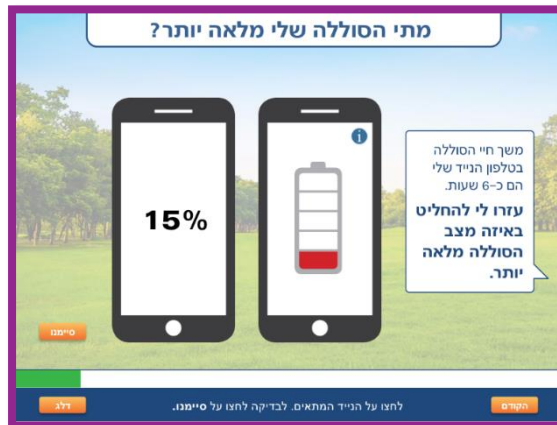 מתי הסוללה שלי מלאה יותר?
משך חיי הסוללה
בטלפון הנייד שלי
הם כ-6 שעות.
עזרו לי להחליט
באיזה מצב
הסוללה מלאה
יותר.
i
15%
סיימנו
הקודם
לחצו על הנייד המתאים. לבדיקה לחצו על סיימנו.
דלג